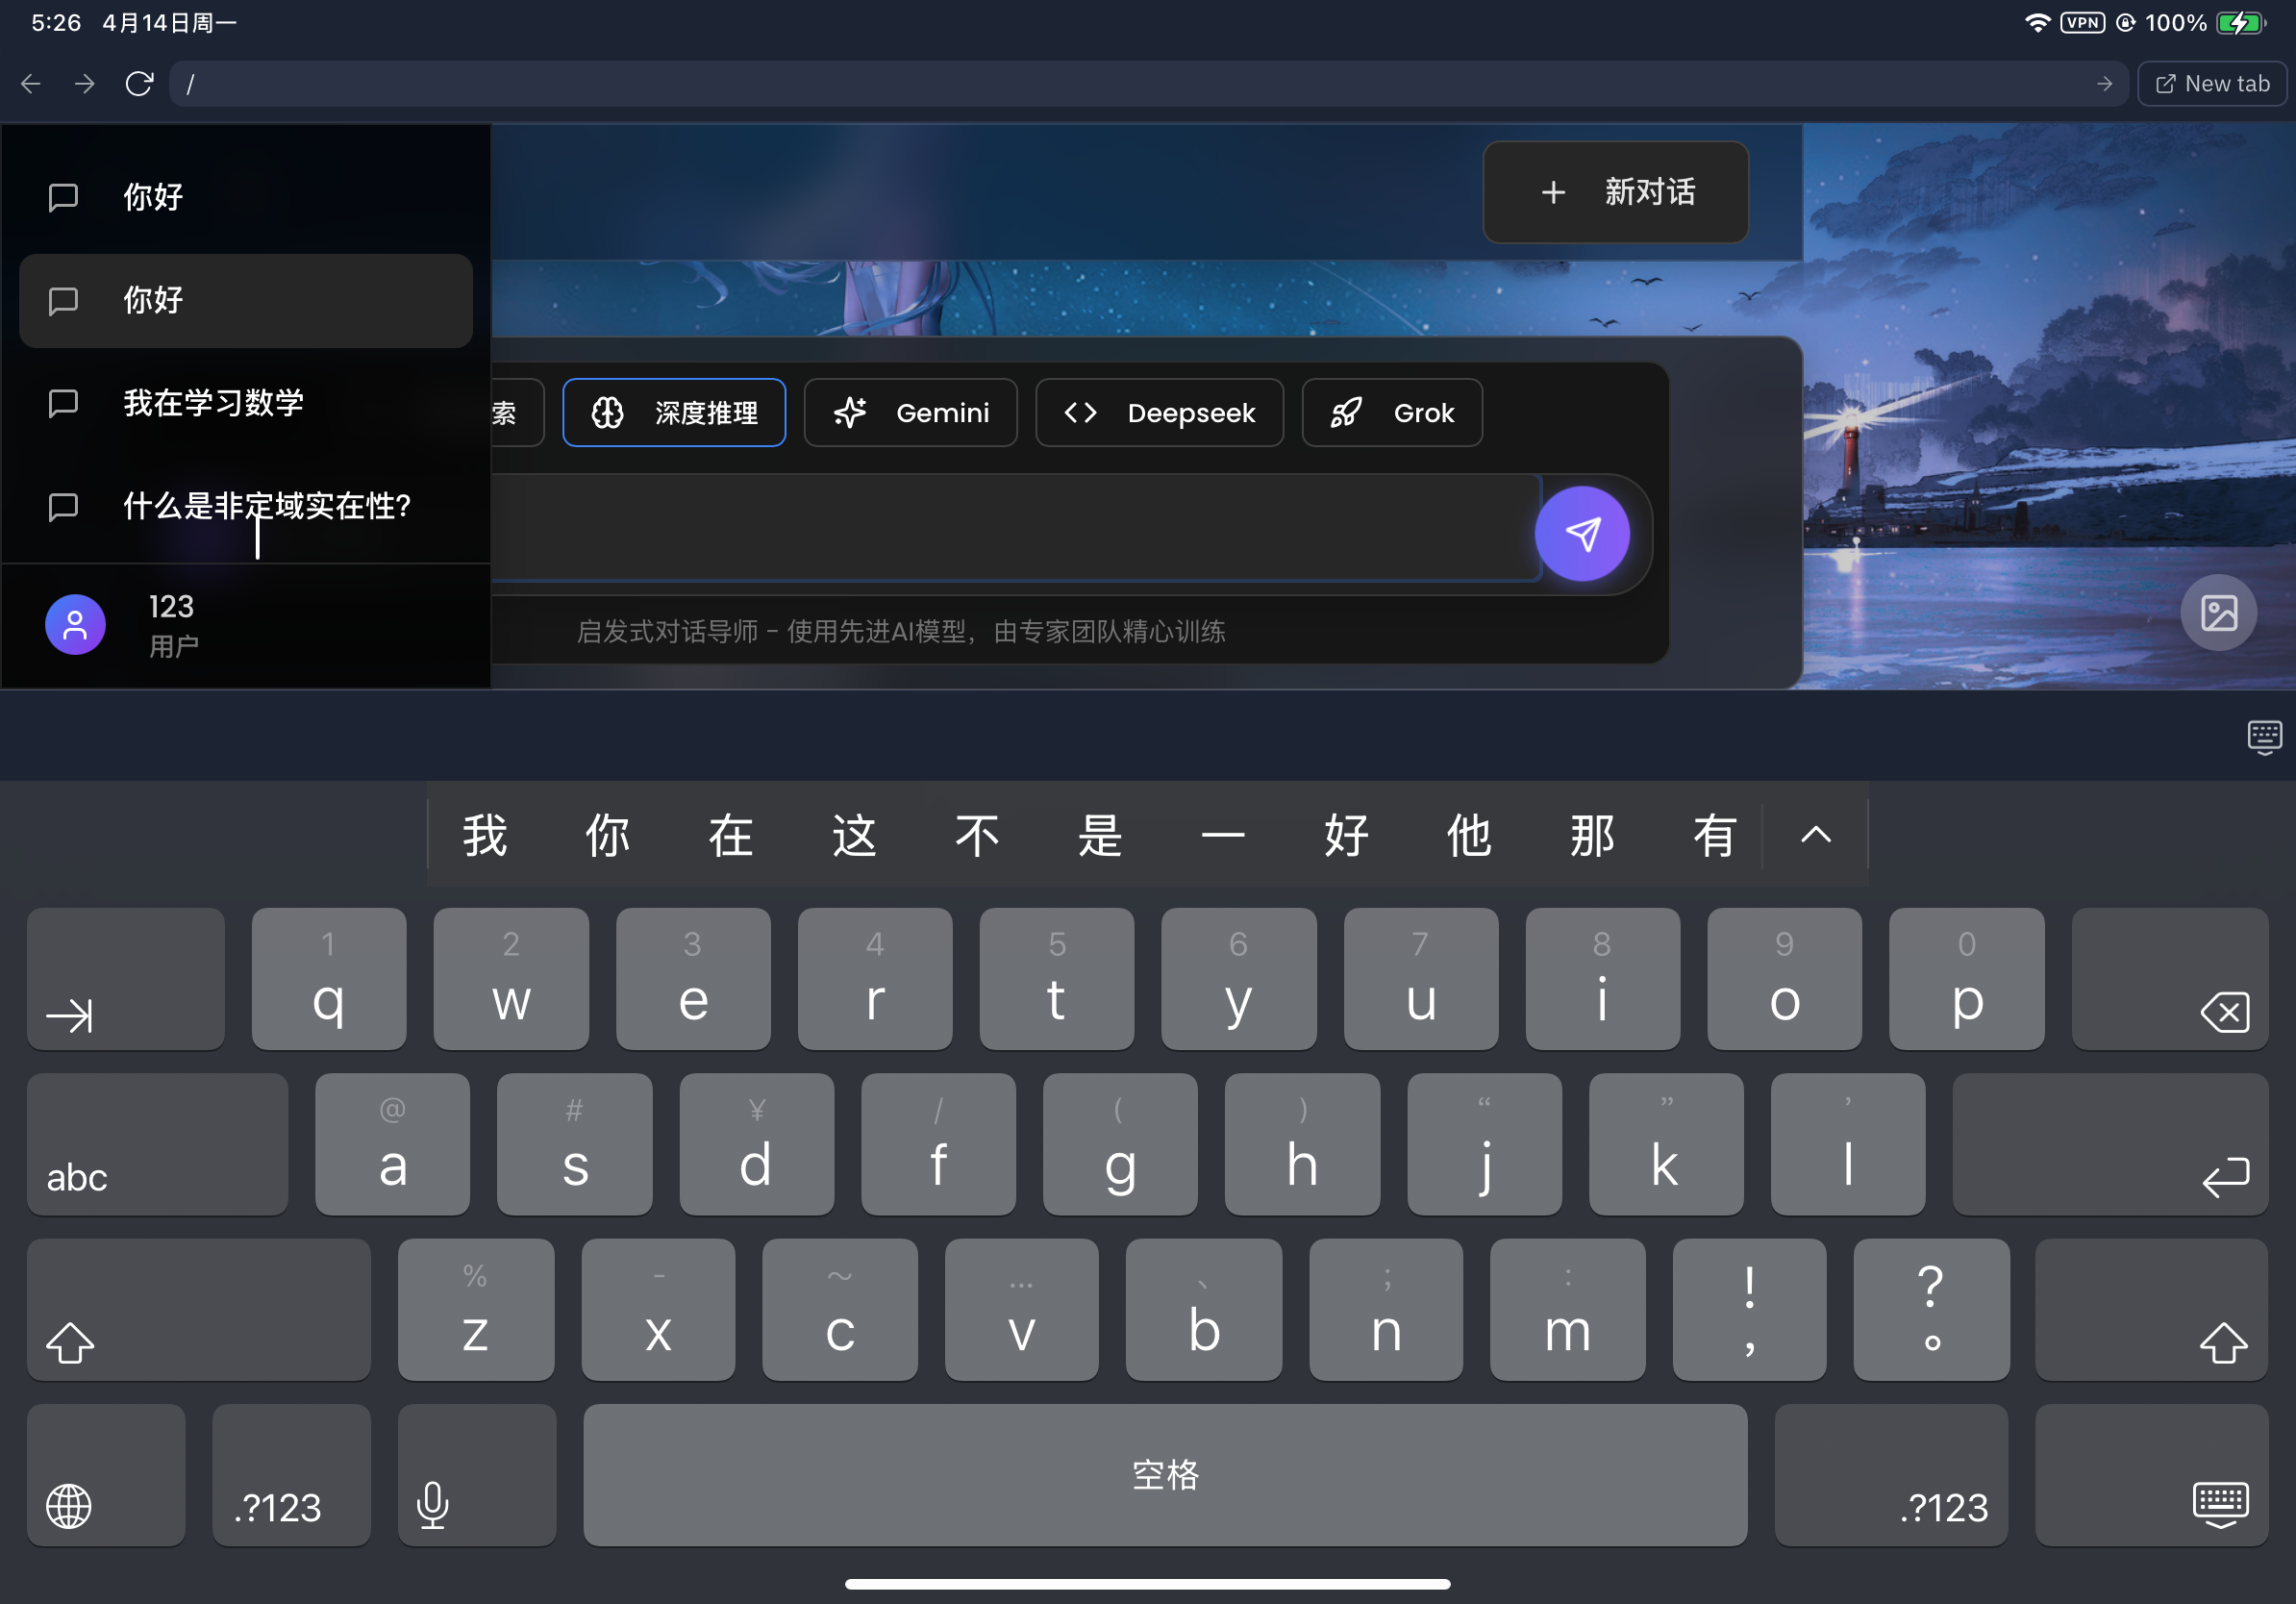 5:26 4月14日周一
VPN 100%
/
New tab
你好
你好
我在学习数学
什么是非定域实在性?
123
用户
新对话
索 深度推理 Gemini Deepseek Grok
启发式对话导师 - 使用先进AI模型，由专家团队精心训练
我 你 在 这 不 是 一 好 他 那 有
1 2 3 4 5 6 7 8 9 0
q w e r t y u i o p
@ # ¥ / ( ) “ ” ’
abc a s d f g h j k l
% - ～ … 、 ; : ! ?
z x c v b n m , 。
.?123 空格 .?123